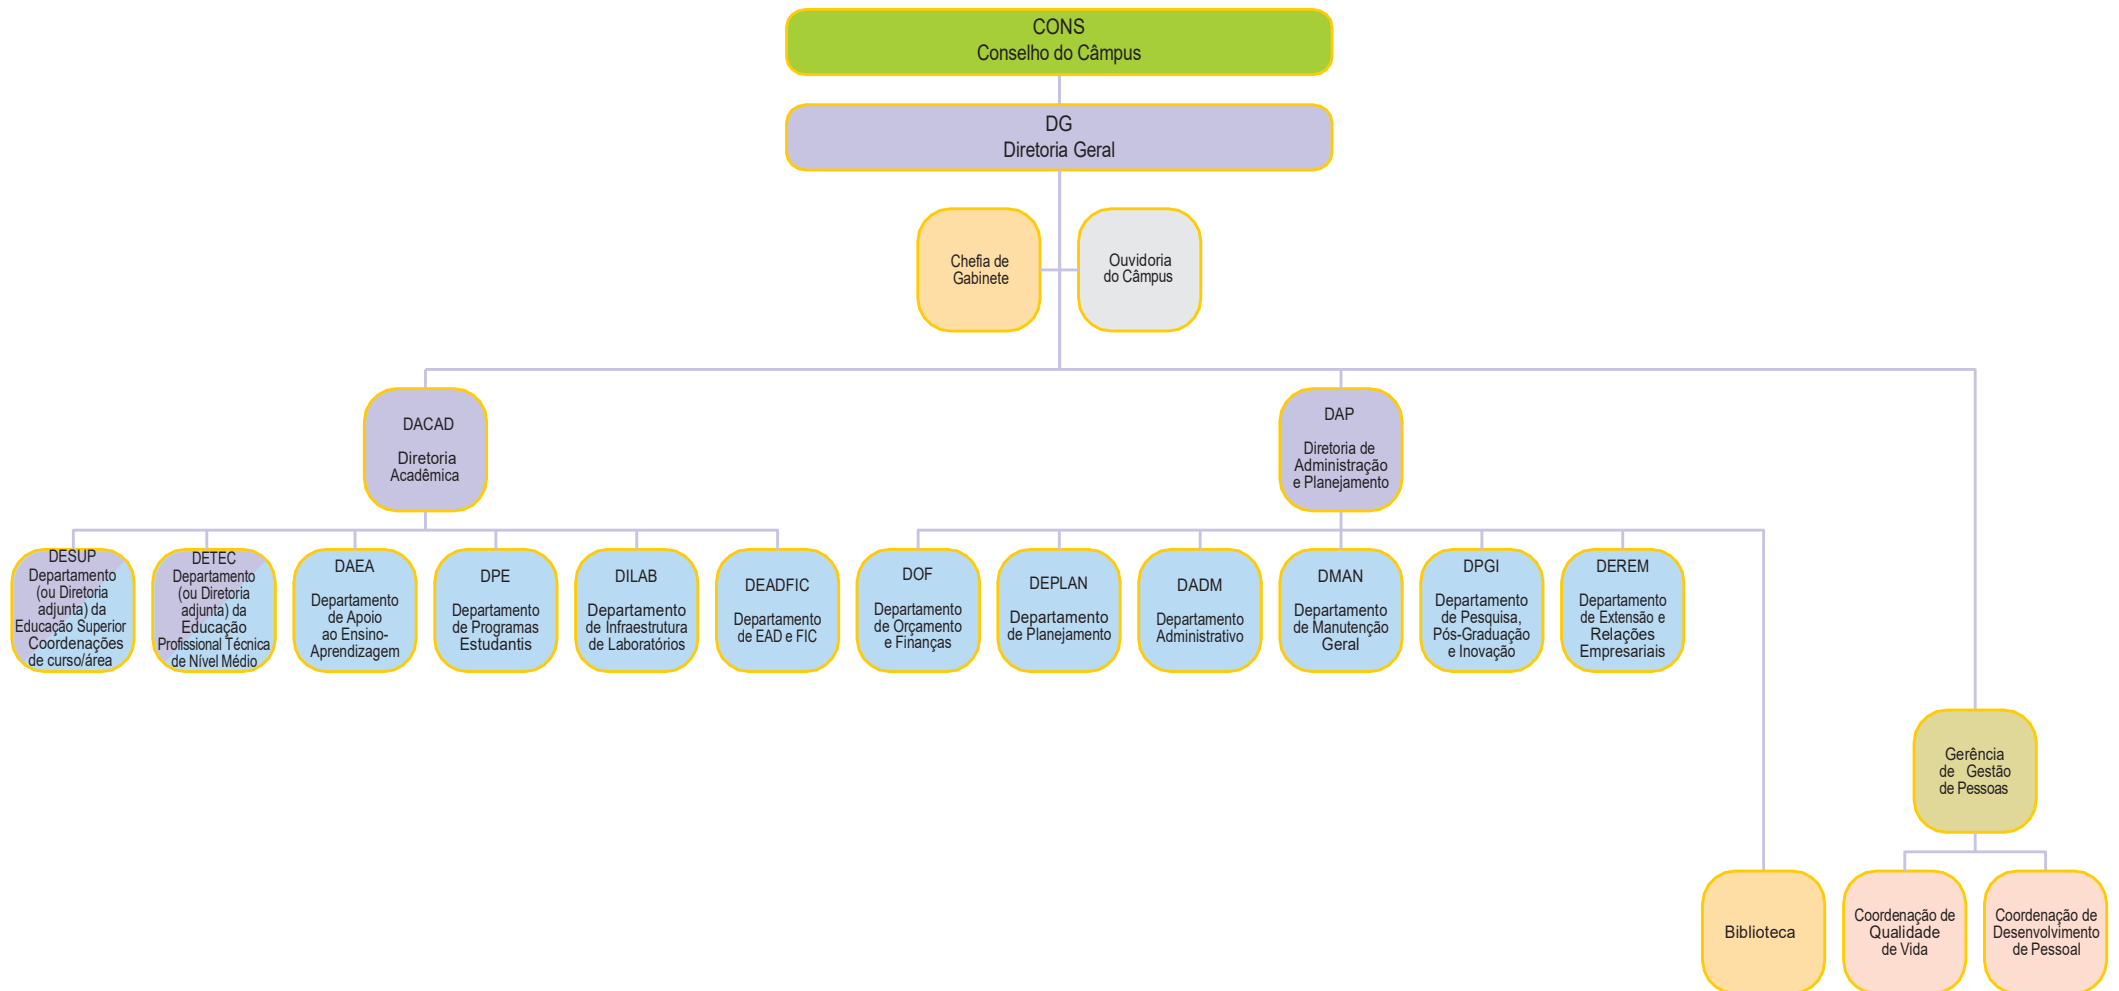 CONS
Conselho do Câmpus
DG
Diretoria Geral
Chefia de
Gabinete
Ouvidoria
do Câmpus
DACAD
Diretoria
Acadêmica
DAP
Diretoria de
Administração
e Planejamento
DESUP
Departamento
(ou Diretoria
adjunta) da
Educação Superior
Coordenações
de curso/área
DETEC
Departamento
(ou Diretoria
adjunta) da
Educação
Profissional Técnica
de Nível Médio
DAEA
Departamento
de Apoio
ao Ensino-
Aprendizagem
DPE
Departamento
de Programas
Estudantis
DILAB
Departamento
de Infraestrutura
de Laboratórios
DEADFIC
Departamento
de EAD e FIC
DOF
Departamento
de Orçamento
e Finanças
DEPLAN
Departamento
de Planejamento
DADM
Departamento
Administrativo
DMAN
Departamento
de Manutenção
Geral
DPGI
Departamento
de Pesquisa,
Pós-Graduação
e Inovação
DEREM
Departamento
de Extensão e
Relações
Empresariais
Gerência
de Gestão
de Pessoas
Biblioteca
Coordenação de
Qualidade
de Vida
Coordenação de
Desenvolvimento
de Pessoal